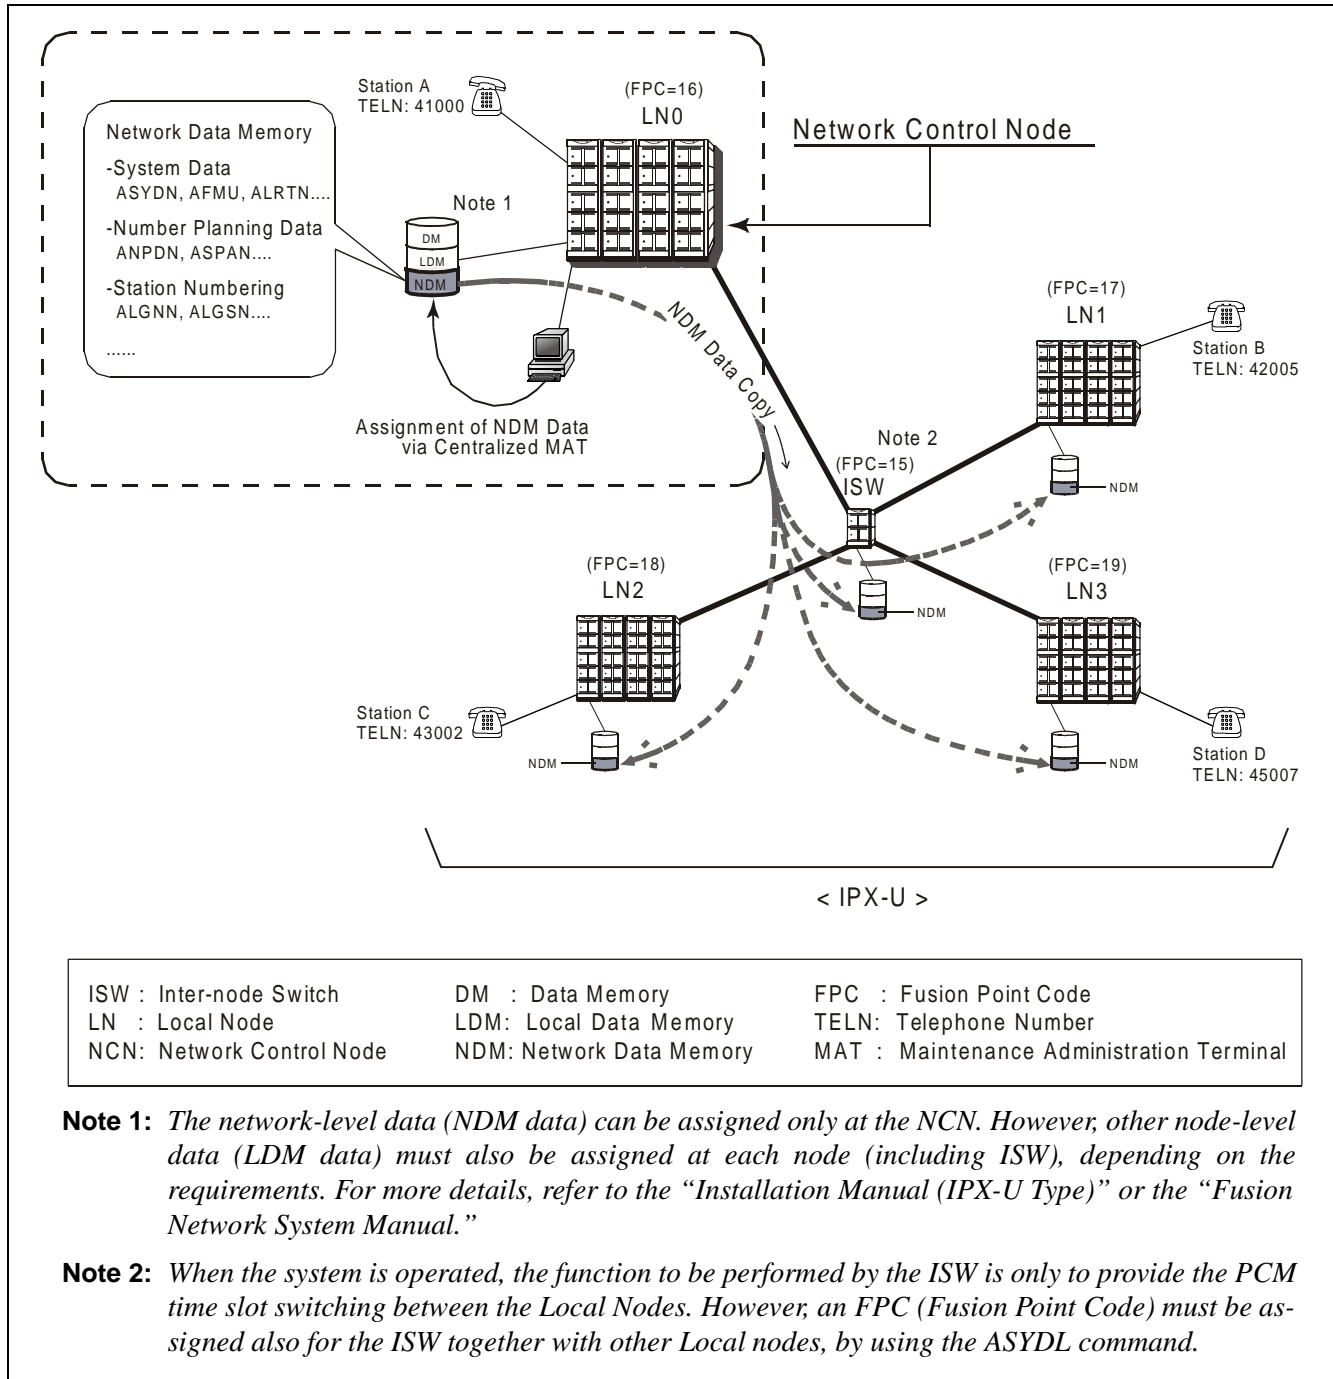 Station A
TELN: 41000
(FPC=16)
LN0
Network Control Node
Network Data Memory
-System Data
ASYDN, AFMU, ALRTN....
-Number Planning Data
ANPDN, ASPAN....
-Station Numbering
ALGNN, ALGSN....
......
Note 1
DM
LDM
NDM
NDM Data Copy
Assignment of NDM Data
via Centralized MAT
(FPC=17)
LN1
Station B
TELN: 42005
NDM
Note 2
(FPC=15)
ISW
NDM
(FPC=18)
LN2
Station C
TELN: 43002
NDM
(FPC=19)
LN3
Station D
TELN: 45007
NDM
< IPX-U >
ISW : Inter-node Switch
LN : Local Node
NCN: Network Control Node
DM : Data Memory
LDM: Local Data Memory
NDM: Network Data Memory
FPC : Fusion Point Code
TELN: Telephone Number
MAT : Maintenance Administration Terminal
Note 1: The network-level data (NDM data) can be assigned only at the NCN. However, other node-level
data (LDM data) must also be assigned at each node (including ISW), depending on the
requirements. For more details, refer to the “Installation Manual (IPX-U Type)” or the “Fusion
Network System Manual.”
Note 2: When the system is operated, the function to be performed by the ISW is only to provide the PCM
time slot switching between the Local Nodes. However, an FPC (Fusion Point Code) must be as-
signed also for the ISW together with other Local nodes, by using the ASYDL command.